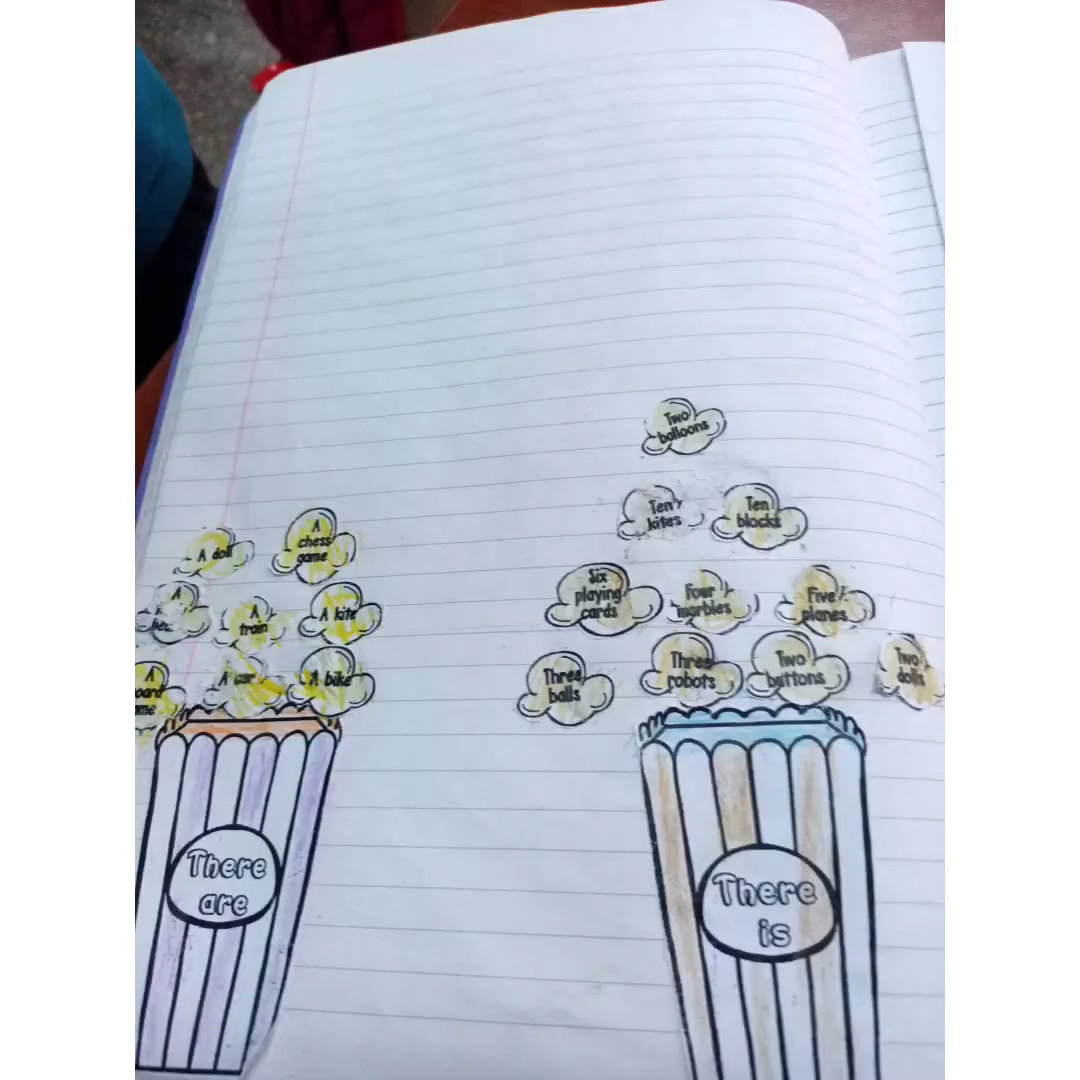 Two
balloons
Ten
kites
Ten
blocks
A doll
A
chess
game
Six
playing
cards
Four
marbles
Five
planes
A
A
train
A kite
Three
balls
Three
robots
Two
buttons
Two
dolls
A
A car
A bike
There
are
There
is